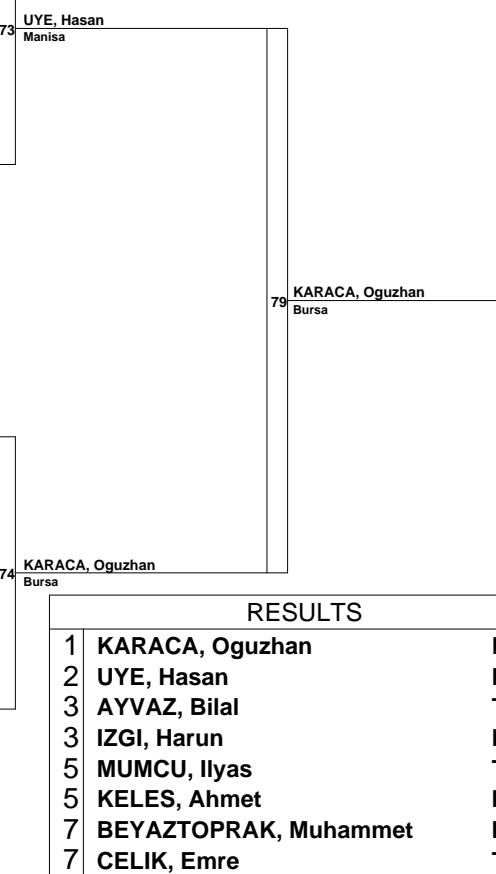 73
UYE, Hasan
Manisa
79
KARACA, Oguzhan
Bursa
74
KARACA, Oguzhan
Bursa
RESULTS
1 KARACA, Oguzhan
2 UYE, Hasan
3 AYVAZ, Bilal
3 IZGI, Harun
5 MUMCU, Ilyas
5 KELES, Ahmet
7 BEYAZTOPRAK, Muhammet
7 CELIK, Emre